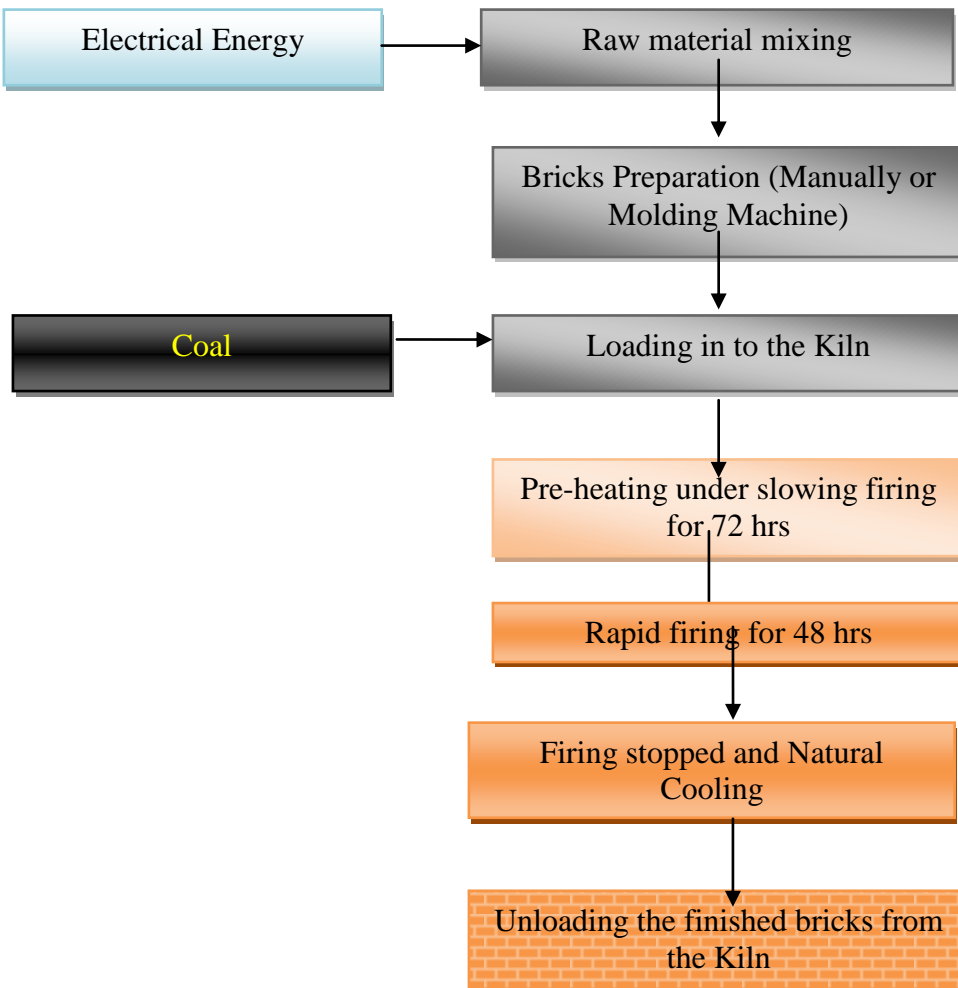 Electrical Energy
Raw material mixing
Bricks Preparation (Manually or
Molding Machine)
Coal
Loading in to the Kiln
Pre-heating under slowing firing
for 72 hrs
Rapid firing for 48 hrs
Firing stopped and Natural
Cooling
Unloading the finished bricks from
the Kiln